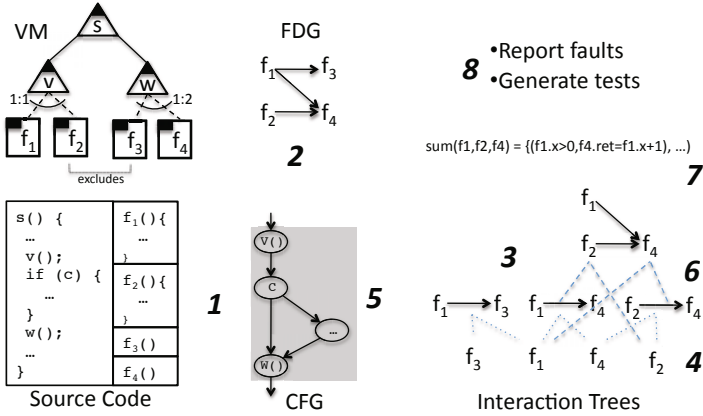 VM
S
V
W
1:1
1:2
f1
f2
f3
f4
excludes
FDG
f1 f3
f2 f4
2
8
•Report faults
•Generate tests
sum(f1,f2,f4) = {(f1.x>0,f4.ret=f1.x+1), …)
7
s() {
…
v();
if (c) {
…
}
w();
…
}
f1(){
…
}
f2(){
…
}
f3()
f4()
1
Source Code
V()
C
…
W()
5
CFG
f1
f2 f4
3
6
f1 f3 f1 f4 f2 f4
f3 f1 f4 f2
4
Interaction Trees